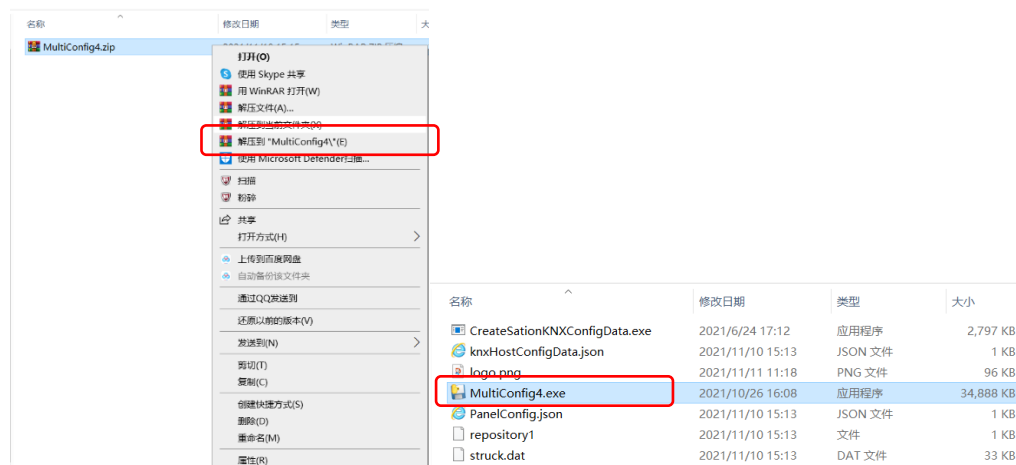 名称 修改日期 类型 大
MultiConfig4.zip
打开(O)
使用 Skype 共享
用 WinRAR 打开(W)
解压文件(A)...
解压到当前文件夹(X)
解压到 "MultiConfig4\"(E)
使用 Microsoft Defender扫描...
扫描
粉碎
共享
打开方式(H)
上传到百度网盘
自动备份该文件夹
通过QQ发送到
还原以前的版本(V)
发送到(N)
剪切(T)
复制(C)
创建快捷方式(S)
删除(D)
重命名(M)
属性(R)
名称 修改日期 类型 大小
CreateSationKNXConfigData.exe 2021/6/24 17:12 应用程序 2,797 KB
knxHostConfigData.json 2021/11/10 15:13 JSON 文件 1 KB
logo.png 2021/11/11 11:18 PNG 文件 96 KB
MultiConfig4.exe 2021/10/26 16:08 应用程序 34,888 KB
PanelConfig.json 2021/11/10 15:13 JSON 文件 1 KB
repository1 2021/11/10 15:13 文件 1 KB
struck.dat 2021/11/10 15:13 DAT 文件 33 KB